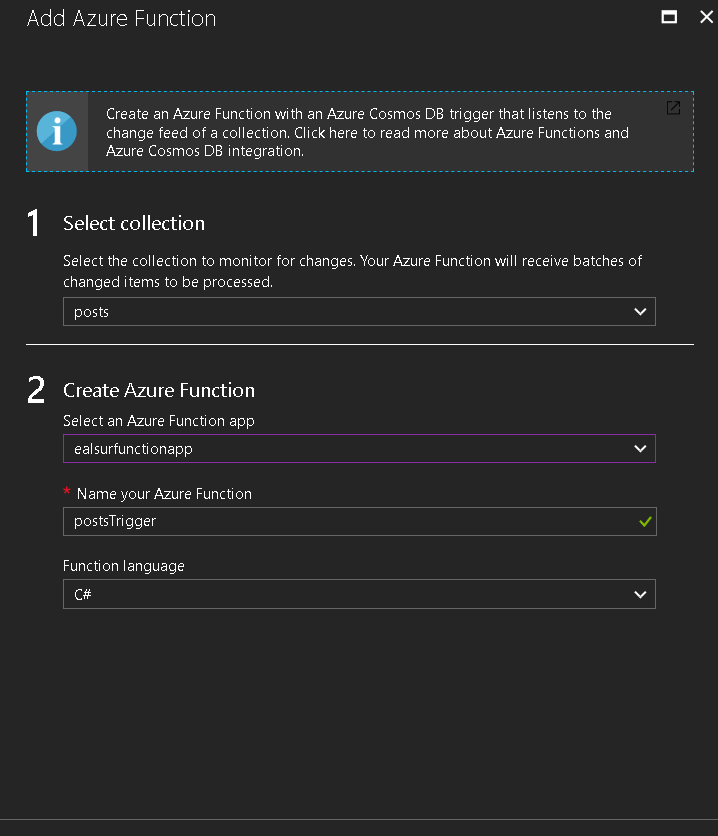 Add Azure Function
Create an Azure Function with an Azure Cosmos DB trigger that listens to the
change feed of a collection. Click here to read more about Azure Functions and
Azure Cosmos DB integration.
1 Select collection
Select the collection to monitor for changes. Your Azure Function will receive batches of
changed items to be processed.
posts
2 Create Azure Function
Select an Azure Function app
ealsurfunctionapp
* Name your Azure Function
postsTrigger
Function language
C#